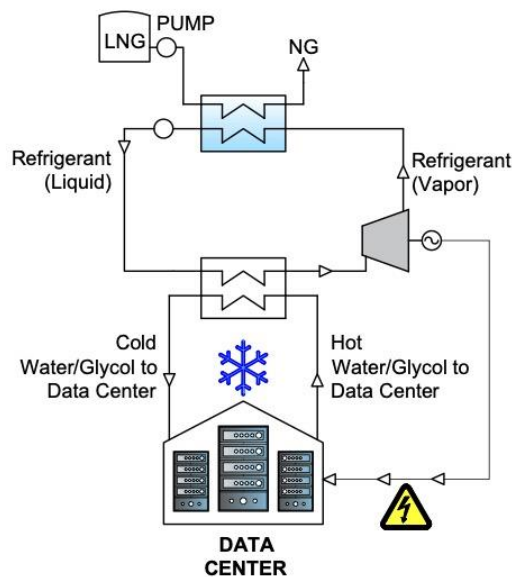 PUMP
LNG
NG
Refrigerant
(Liquid)
Refrigerant
(Vapor)
Cold
Water/Glycol to
Data Center
Hot
Water/Glycol to
Data Center
DATA
CENTER